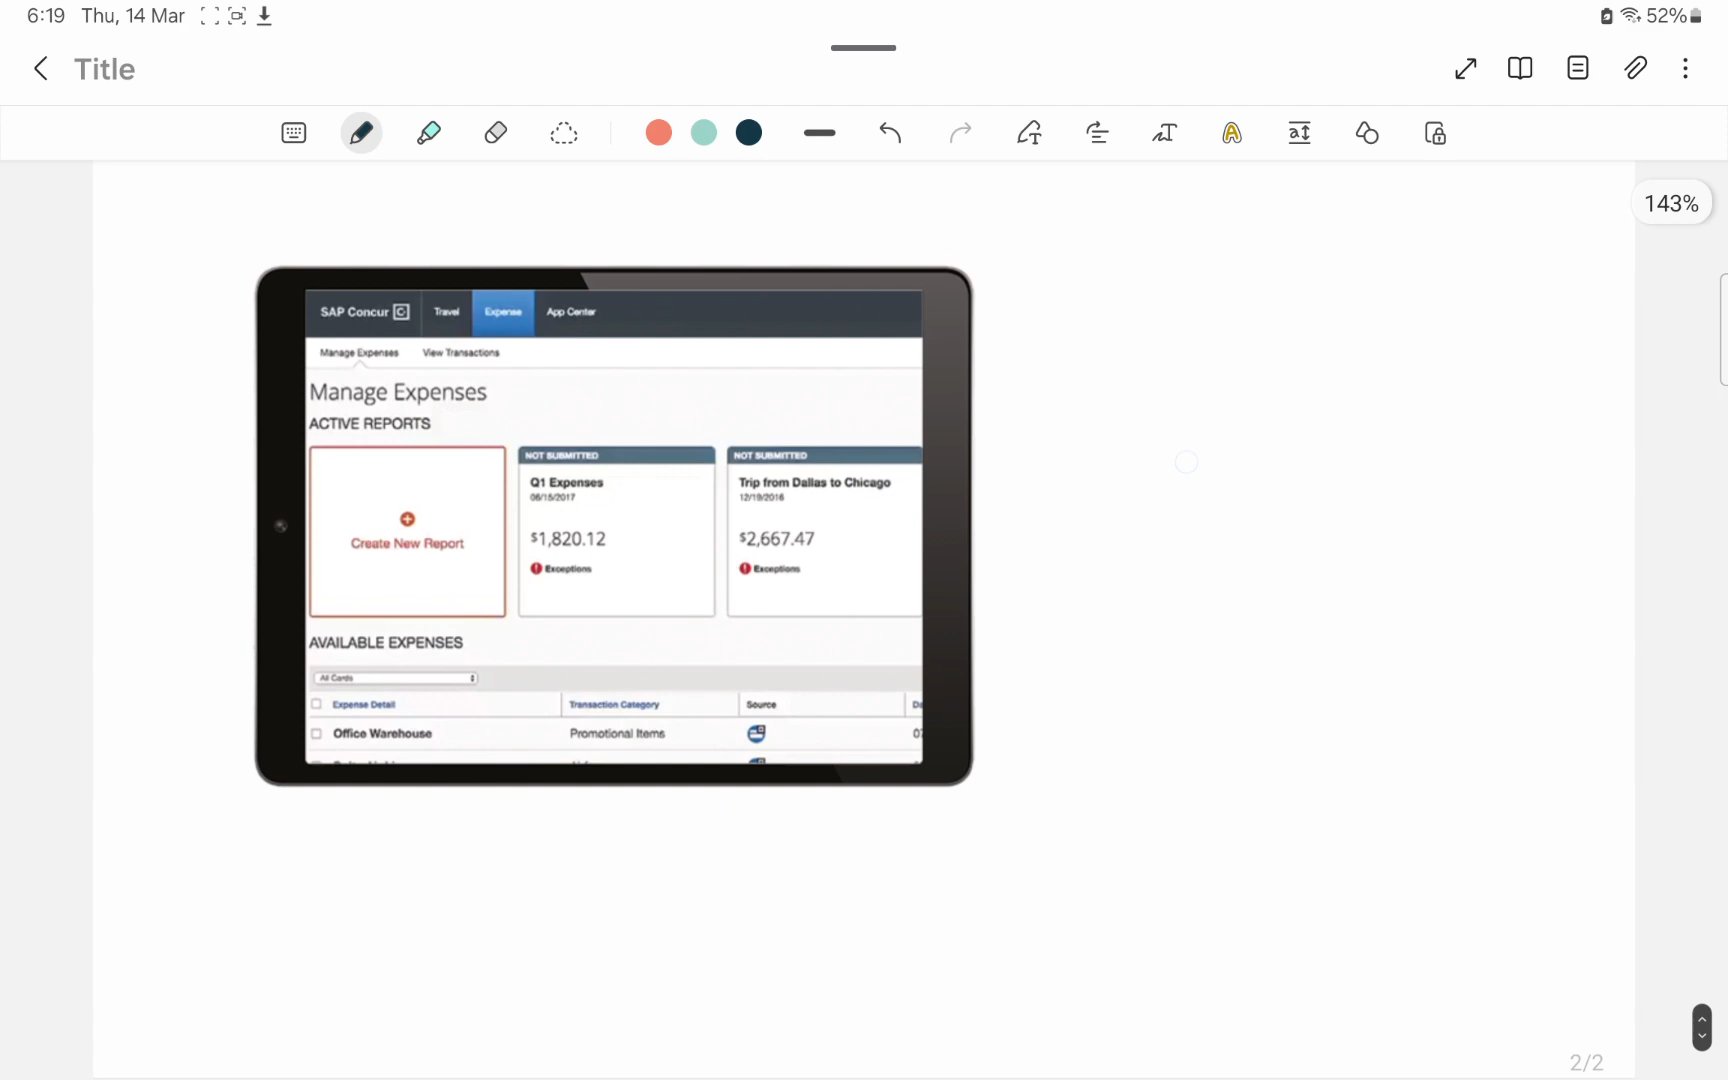 6:19 Thu, 14 Mar
52%
Title
143%
SAP Concur C Travel Expense App Center
Manage Expenses View Transactions
Manage Expenses
ACTIVE REPORTS
Create New Report
NOT SUBMITTED
Q1 Expenses
06/15/2017
$1,820.12
Exceptions
NOT SUBMITTED
Trip from Dallas to Chicago
12/19/2016
$2,667.47
Exceptions
AVAILABLE EXPENSES
All Cards
Expense Detail Transaction Category Source
Office Warehouse Promotional Items
2/2